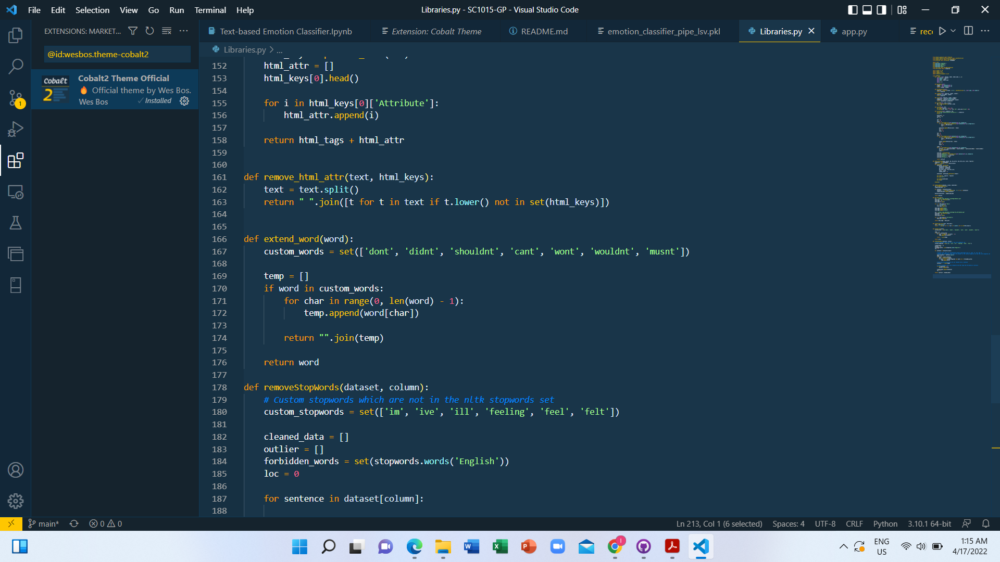 File Edit Selection View Go Run Terminal Help
Libraries.py - SC1015-GP - Visual Studio Code
EXTENSIONS: MARKET...
@id:wesbos.theme-cobalt2
Cobalt2
Cobalt2 Theme Official
Official theme by Wes Bos.
Wes Bos
Installed
1
Text-based Emotion Classifier.Ipynb
Extension: Cobalt Theme
README.md
emotion_classifier_pipe_lsv.pkl
Libraries.py
app.py
Libraries.py > ...
152 html_attr = []
153 html_keys[0].head()
154
155 for i in html_keys[0]['Attribute']:
156 html_attr.append(i)
157
158 return html_tags + html_attr
159
160
161 def remove_html_attr(text, html_keys):
162 text = text.split()
163 return " ".join([t for t in text if t.lower() not in set(html_keys)])
164
165
166 def extend_word(word):
167 custom_words = set(['dont', 'didnt', 'shouldnt', 'cant', 'wont', 'wouldnt', 'musnt'])
168
169 temp = []
170 if word in custom_words:
171 for char in range(0, len(word) - 1):
172 temp.append(word[char])
173
174 return "".join(temp)
175
176 return word
177
178 def removeStopWords(dataset, column):
179 # Custom stopwords which are not in the nltk stopwords set
180 custom_stopwords = set(['im', 'ive', 'ill', 'feeling', 'feel', 'felt'])
181
182 cleaned_data = []
183 outlier = []
184 forbidden_words = set(stopwords.words('English'))
185 loc = 0
186
187 for sentence in dataset[column]:
188
main* 0 0
Ln 213, Col 1 (6 selected) Spaces: 4 UTF-8 CRLF Python 3.10.1 64-bit
ENG
US
1:15 AM
4/17/2022